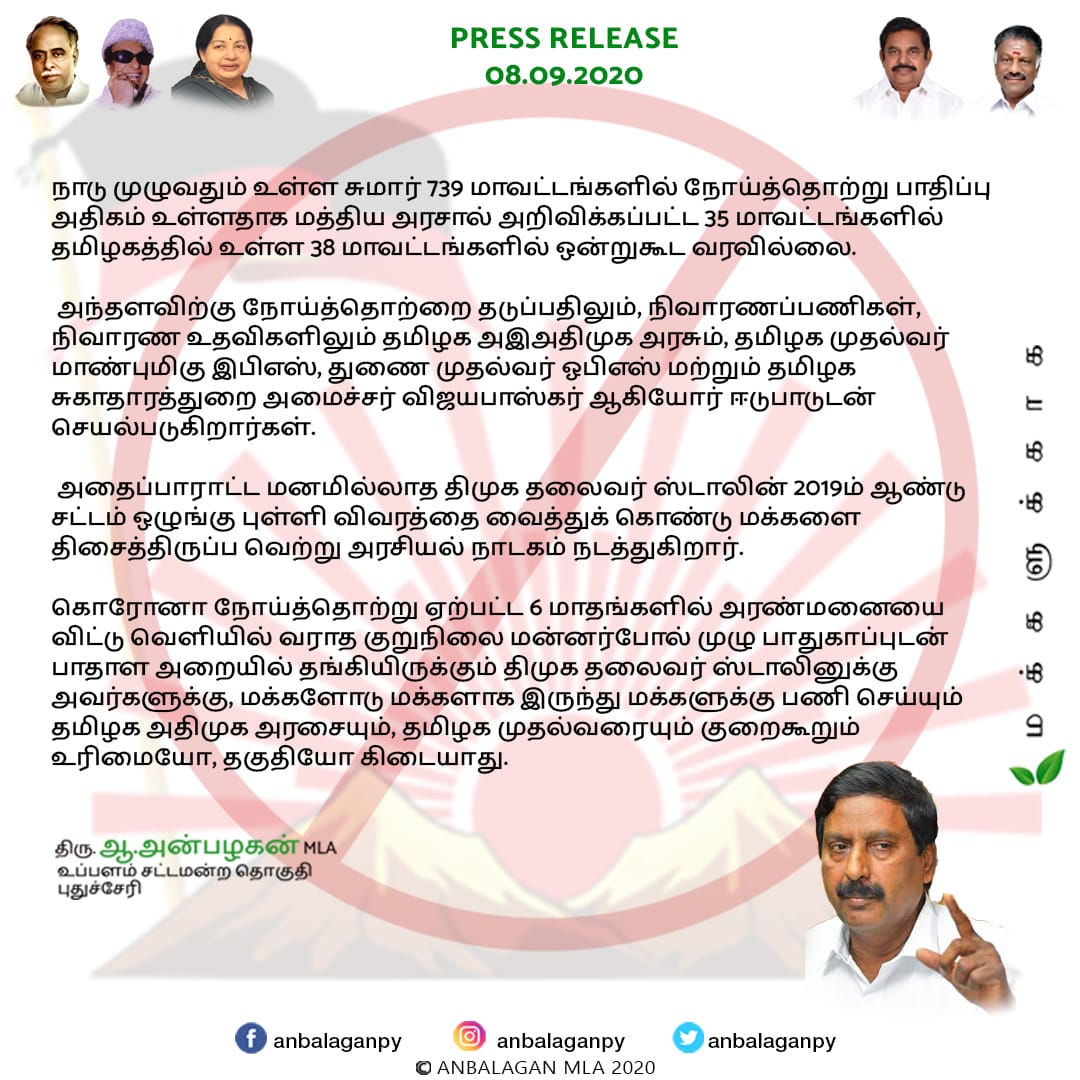 PRESS RELEASE
08.09.2020
நாடு முழுவதும் உள்ள சுமார் 739 மாவட்டங்களில் நோய்த்தொற்று பாதிப்பு
அதிகம் உள்ளதாக மத்திய அரசால் அறிவிக்கப்பட்ட 35 மாவட்டங்களில்
தமிழகத்தில் உள்ள 38 மாவட்டங்களில் ஒன்றுகூட வரவில்லை.
அந்தளவிற்கு நோய்த்தொற்றை தடுப்பதிலும், நிவாரணப்பணிகள்,
நிவாரண உதவிகளிலும் தமிழக அஇஅதிமுக அரசும், தமிழக முதல்வர்
மாண்புமிகு இபிஎஸ், துணை முதல்வர் ஒபிஎஸ் மற்றும் தமிழக
சுகாதாரத்துறை அமைச்சர் விஜயபாஸ்கர் ஆகியோர் ஈடுபாடுடன்
செயல்படுகிறார்கள்.
அதைப்பாராட்ட மனமில்லாத திமுக தலைவர் ஸ்டாலின் 2019ம் ஆண்டு
சட்டம் ஒழுங்கு புள்ளி விவரத்தை வைத்துக் கொண்டு மக்களை
திசைத்திருப்ப வெற்று அரசியல் நாடகம் நடத்துகிறார்.
கொரோனா நோய்த்தொற்று ஏற்பட்ட 6 மாதங்களில் அரண்மனையை
விட்டு வெளியில் வராத குறுநிலை மன்னர்போல் முழு பாதுகாப்புடன்
பாதாள அறையில் தங்கியிருக்கும் திமுக தலைவர் ஸ்டாலினுக்கு
அவர்களுக்கு, மக்களோடு மக்களாக இருந்து மக்களுக்கு பணி செய்யும்
தமிழக அதிமுக அரசையும், தமிழக முதல்வரையும் குறைகூறும்
உரிமையோ, தகுதியோ கிடையாது.
மக்களுக்காக
திரு. ஆ.அன்பழகன் MLA
உப்பளம் சட்டமன்ற தொகுதி
புதுச்சேரி
anbalaganpy anbalaganpy anbalaganpy
© ANBALAGAN MLA 2020